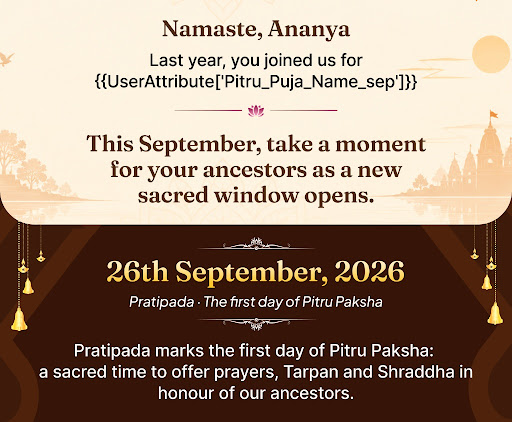 Namaste, Ananya
Last year, you joined us for
{{UserAttribute['Pitru_Puja_Name_sep']}}
This September, take a moment
for your ancestors as a new
sacred window opens.
26th September, 2026
Pratipada · The first day of Pitru Paksha
Pratipada marks the first day of Pitru Paksha:
a sacred time to offer prayers, Tarpan and Shraddha in
honour of our ancestors.